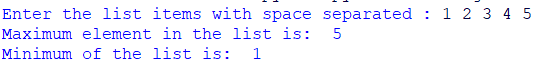 Enter the list items with space separated : 1 2 3 4 5
Maximum element in the list is:  5
Minimum of the list is:  1